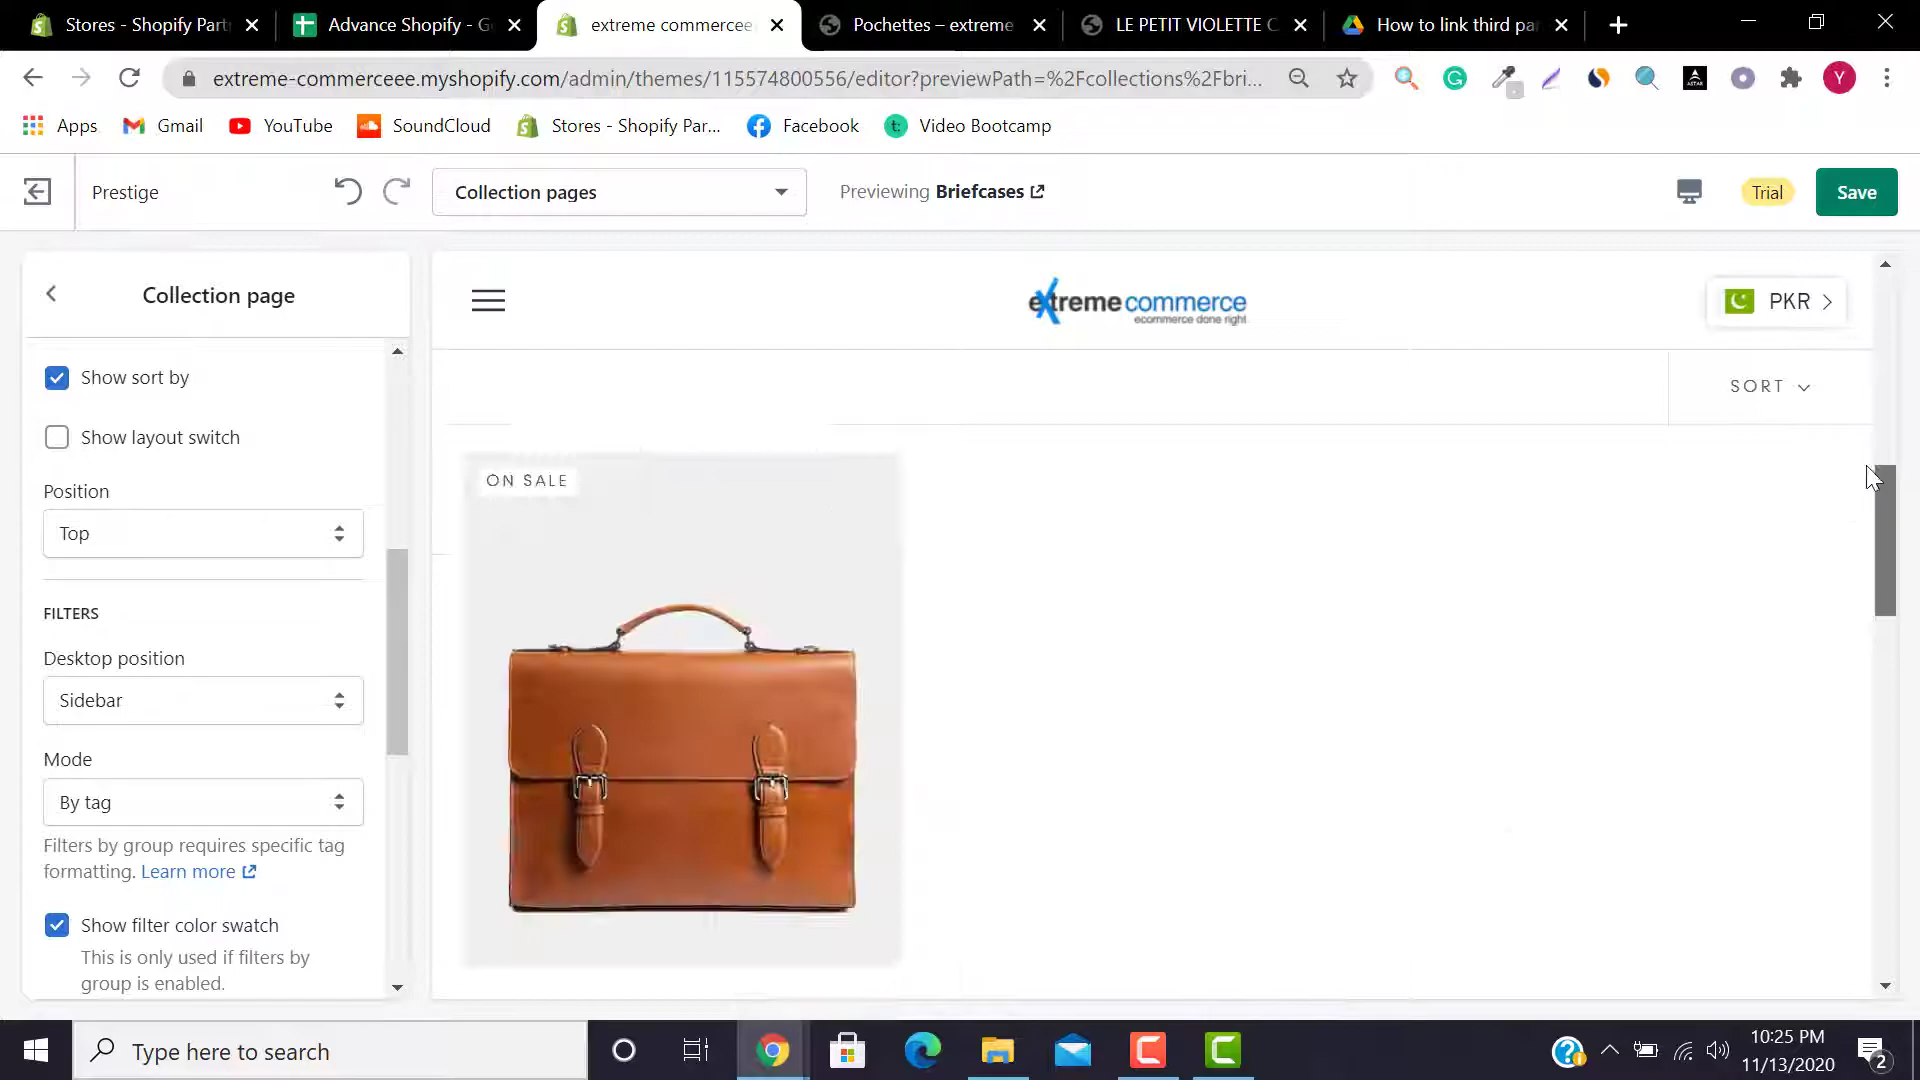 Stores - Shopify Part
Advance Shopify - G
extreme commercee
Pochettes – extreme
LE PETIT VIOLETTE C
How to link third pa
extreme-commerceee.myshopify.com/admin/themes/115574800556/editor?previewPath=%2Fcollections%2Fbri...
Apps
Gmail
YouTube
SoundCloud
Stores - Shopify Par...
Facebook
Video Bootcamp
Prestige
Collection pages
Previewing Briefcases
Trial
Save
Collection page
Show sort by
Show layout switch
Position
Top
FILTERS
Desktop position
Sidebar
Mode
By tag
Filters by group requires specific tag
formatting. Learn more
Show filter color swatch
This is only used if filters by
group is enabled.
extreme commerce
ecommerce done right
PKR
SORT
ON SALE
Type here to search
10:25 PM
11/13/2020
2
Y